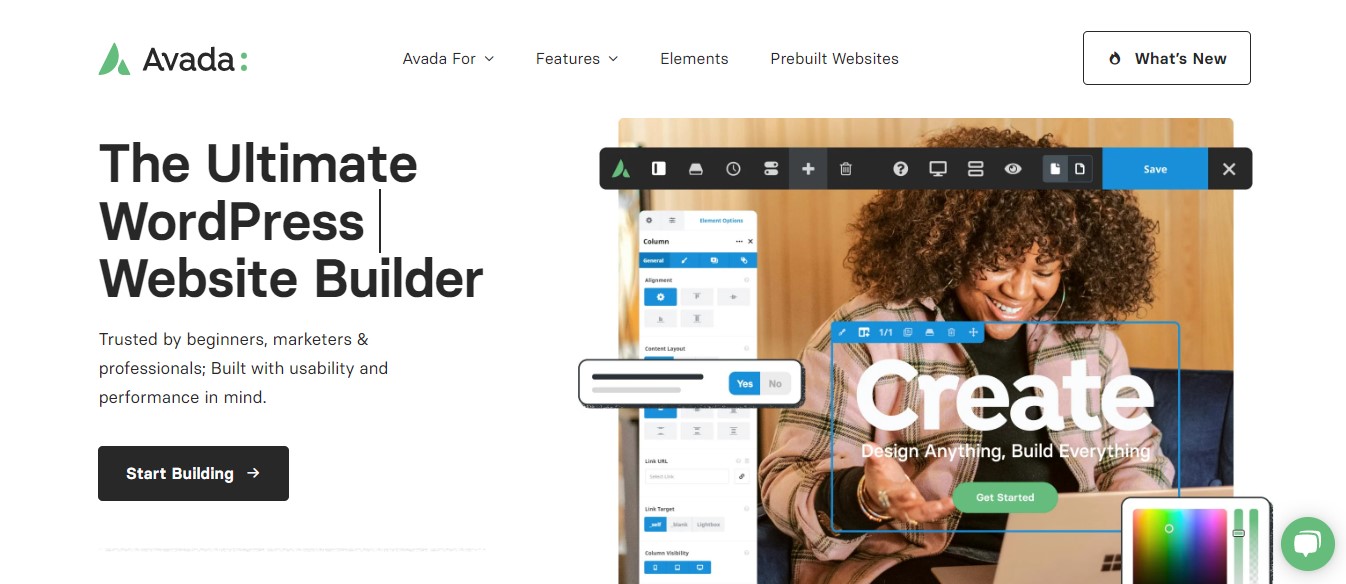 Avada:
Avada For
Features
Elements
Prebuilt Websites
What's New
The Ultimate
WordPress
Website Builder
Trusted by beginners, marketers &
professionals; Built with usability and
performance in mind.
Start Building
Save
Element Options
Column
General
Alignment
Content Layout
Yes No
Link URL
Select Link
Link Target
_self _blank Lightbox
Column Visibility
1/1
Create
Design Anything, Build Everything
Get Started